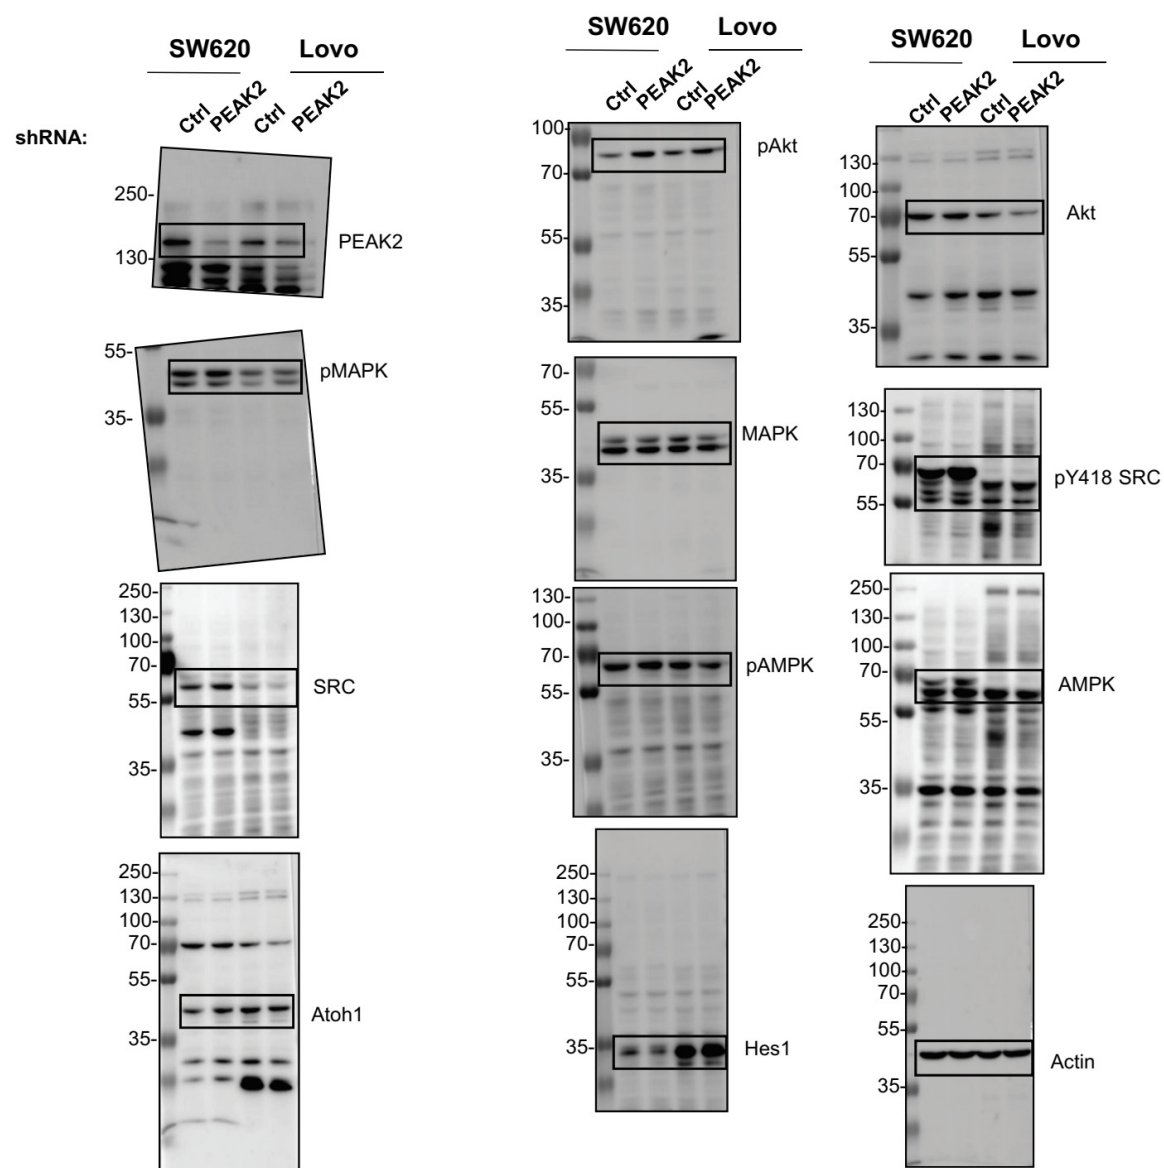 SW620 Lovo
Ctrl PEAK2 Ctrl PEAK2
shRNA:
250-
130-
PEAK2
55-
35-
pMAPK
250-
130-
100-
70-
55-
35-
SRC
250-
130-
100-
70-
55-
35-
Atoh1
SW620 Lovo
Ctrl PEAK2 Ctrl PEAK2
100-
70-
55-
35-
pAkt
70-
55-
35-
MAPK
130-
100-
70-
55-
35-
pAMPK
250-
130-
100-
70-
55-
35-
Hes1
SW620 Lovo
Ctrl PEAK2 Ctrl PEAK2
130-
100-
70-
55-
35-
Akt
130-
100-
70-
55-
pY418 SRC
250-
130-
100-
70-
55-
35-
AMPK
250-
130-
100-
70-
55-
35-
Actin